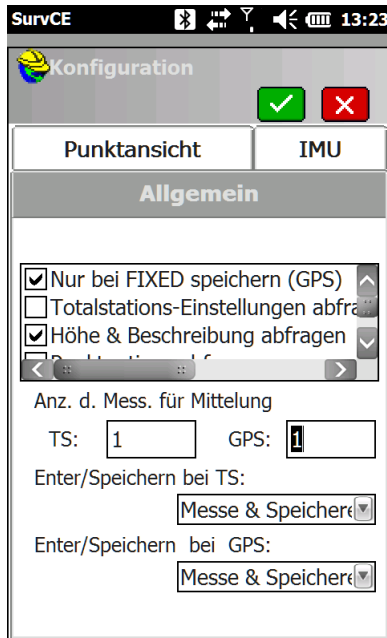 SurvCE 13:23
Konfiguration
Punktansicht IMU
Allgemein
Nur bei FIXED speichern (GPS)
Totalstations-Einstellungen abfra
Höhe & Beschreibung abfragen
Anz. d. Mess. für Mittelung
TS: 1 GPS: 1
Enter/Speichern bei TS:
Messe & Speichere
Enter/Speichern bei GPS:
Messe & Speichere